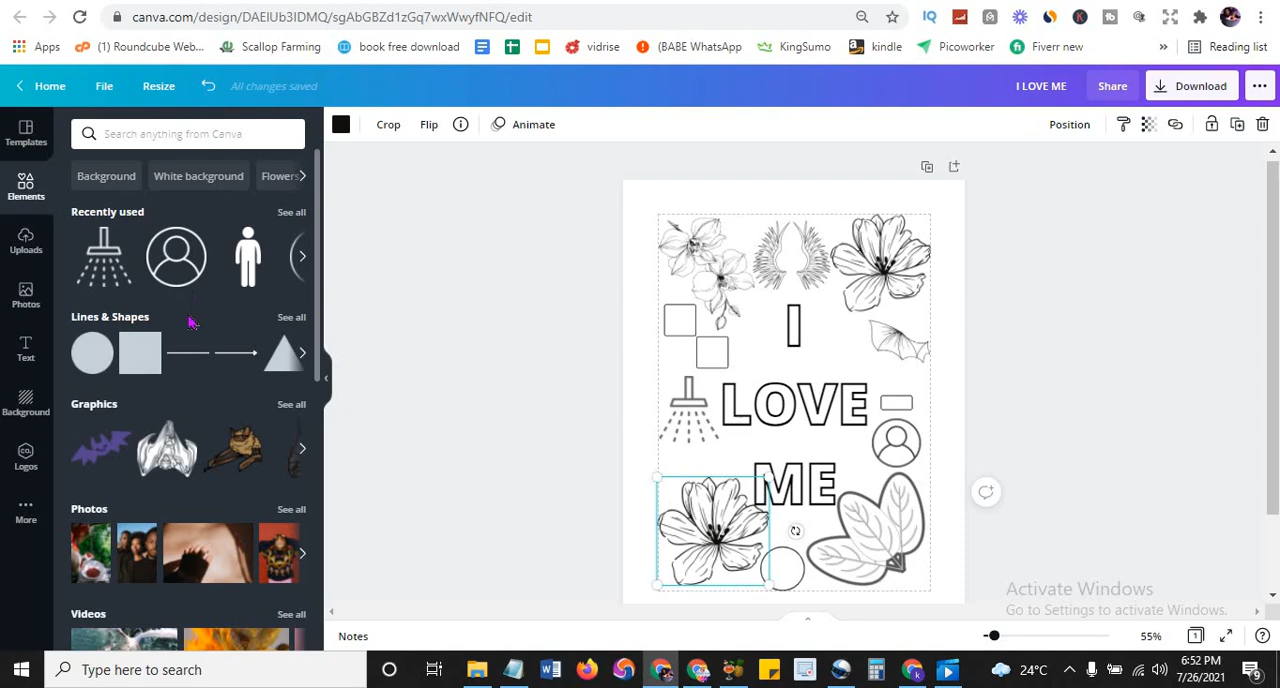 canva.com/design/DAEIUb3IDMQ/sgAbGBZd1zGq7wxWwyfNFQ/edit
Apps
(1) Roundcube Web...
Scallop Farming
book free download
vidrise
(BABE WhatsApp
KingSumo
kindle
Picoworker
Fiverr new
»
Reading list
Home
File
Resize
All changes saved
I LOVE ME
Share
Download
Templates
Elements
Uploads
Photos
Text
Background
Logos
More
Search anything from Canva
Background
White background
Flowers
Recently used
See all
Lines & Shapes
See all
Graphics
See all
Photos
See all
Videos
See all
Crop
Flip
Animate
Position
I
LOVE
ME
Activate Windows
Go to Settings to activate Windows.
Notes
55%
1
Type here to search
24°C
6:52 PM
7/26/2021
9